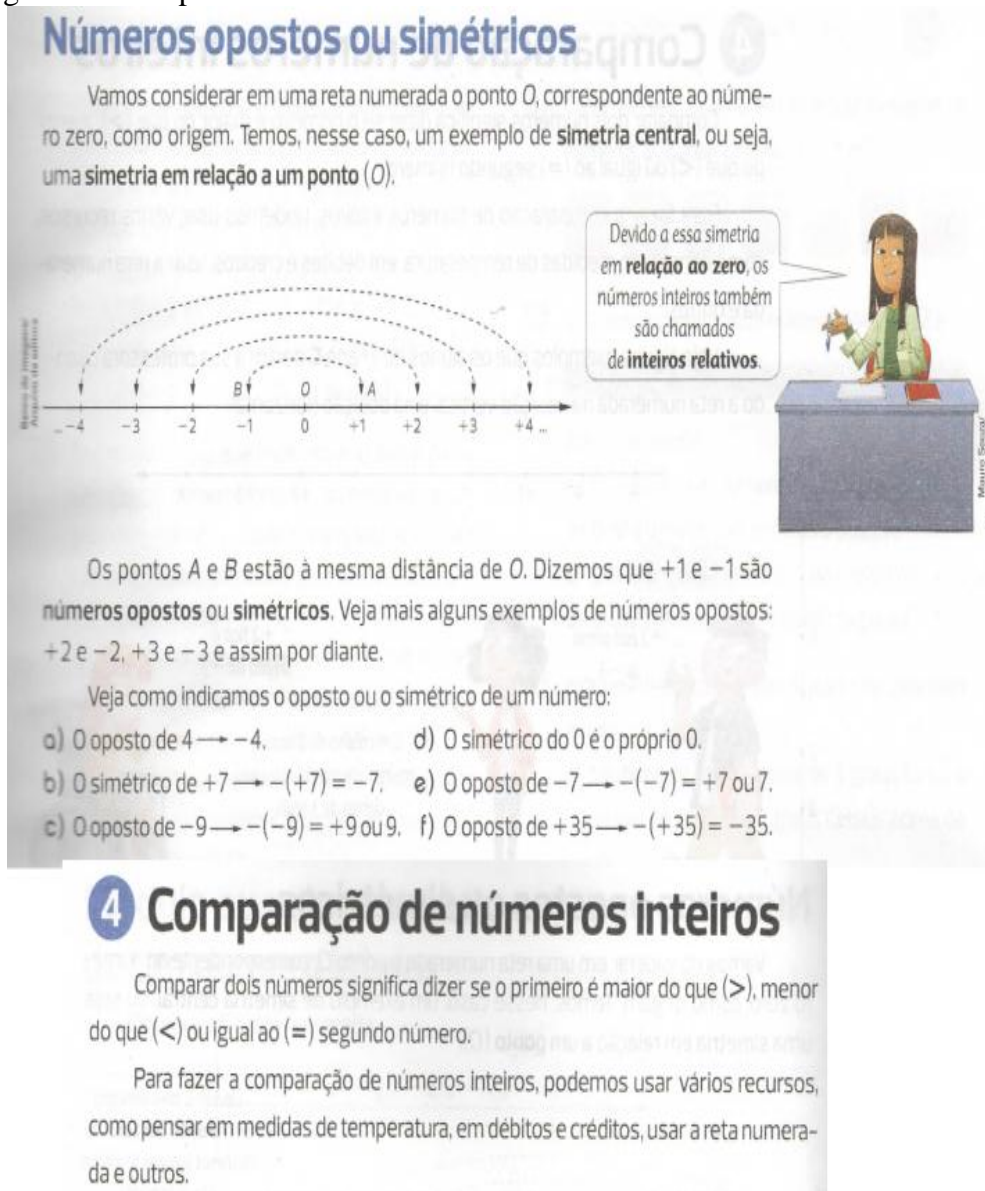 Números opostos ou simétricos
Vamos considerar em uma reta numerada o ponto O, correspondente ao núme-
ro zero, como origem. Temos, nesse caso, um exemplo de simetria central, ou seja,
uma simetria em relação a um ponto (O).
Devido a essa simetria
em relação ao zero, os
números inteiros também
são chamados
de inteiros relativos.
B O A
... −4 −3 −2 −1 0 +1 +2 +3 +4 ...
Mauro Souza/
Os pontos A e B estão à mesma distância de O. Dizemos que +1 e −1 são
números opostos ou simétricos. Veja mais alguns exemplos de números opostos:
+2 e −2, +3 e −3 e assim por diante.
Veja como indicamos o oposto ou o simétrico de um número:
a) O oposto de 4 → −4. d) O simétrico do 0 é o próprio 0.
b) O simétrico de +7 → −(+7) = −7. e) O oposto de −7 → −(−7) = +7 ou 7.
c) O oposto de −9 → −(−9) = +9 ou 9. f) O oposto de +35 → −(+35) = −35.
4 Comparação de números inteiros
Comparar dois números significa dizer se o primeiro é maior do que (>), menor
do que (<) ou igual ao (=) segundo número.
Para fazer a comparação de números inteiros, podemos usar vários recursos,
como pensar em medidas de temperatura, em débitos e créditos, usar a reta numera-
da e outros.